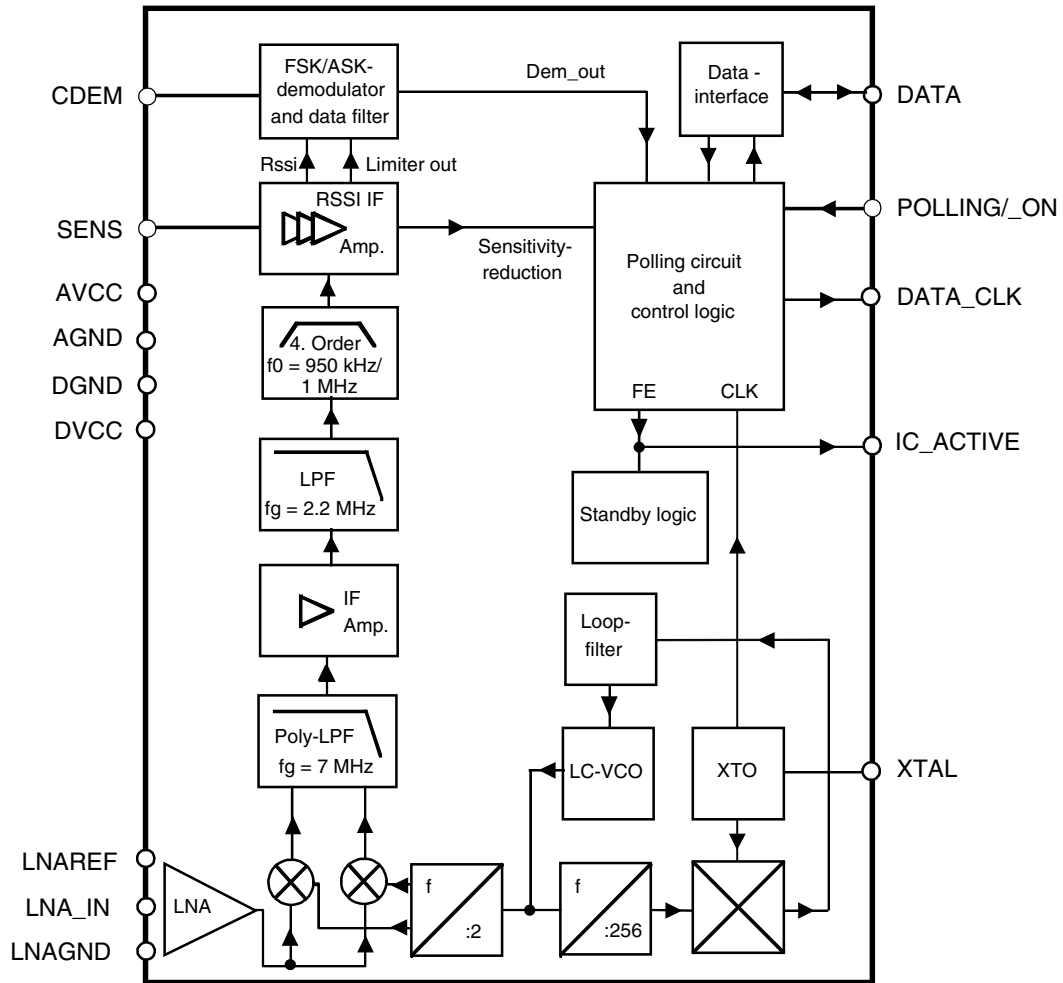 CDEM
SENS
AVCC
AGND
DGND
DVCC
LNAREF
LNA_IN
LNAGND
FSK/ASK-
demodulator
and data filter
Rssi
Limiter out
RSSI IF
Amp.
4. Order
f0 = 950 kHz/
1 MHz
LPF
fg = 2.2 MHz
IF
Amp.
Poly-LPF
fg = 7 MHz
LNA
Dem_out
Sensitivity-
reduction
Data -
interface
Polling circuit
and
control logic
FE
CLK
Standby logic
Loop-
filter
LC-VCO
XTO
f
:2
f
:256
DATA
POLLING/_ON
DATA_CLK
IC_ACTIVE
XTAL